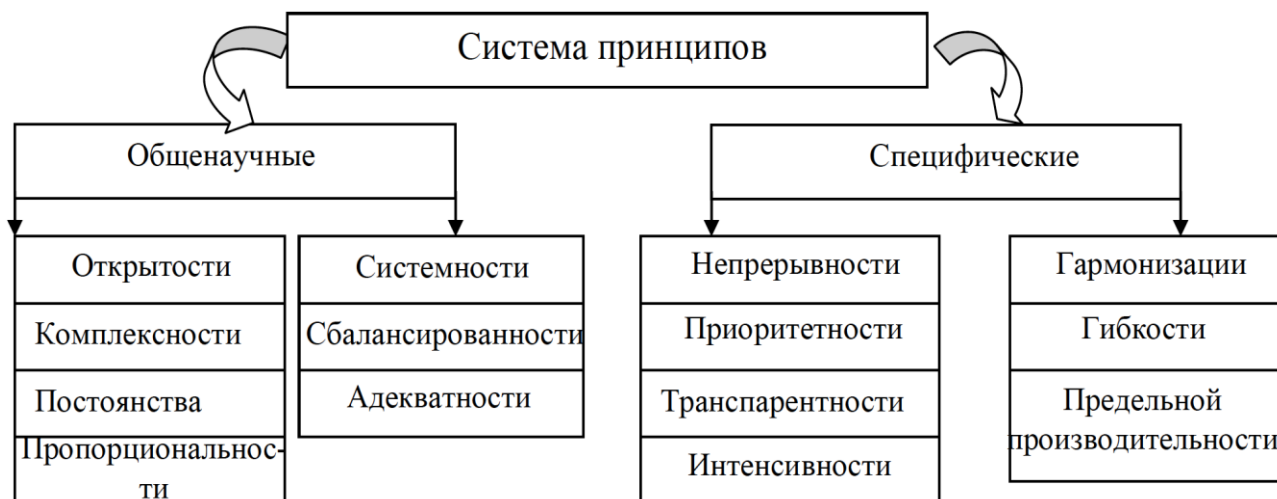 Система принципов
Общенаучные
Специфические
Открытости
Комплексности
Постоянства
Пропорциональнос-
ти
Системности
Сбалансированности
Адекватности
Непрерывности
Приоритетности
Транспарентности
Интенсивности
Гармонизации
Гибкости
Предельной
производительности